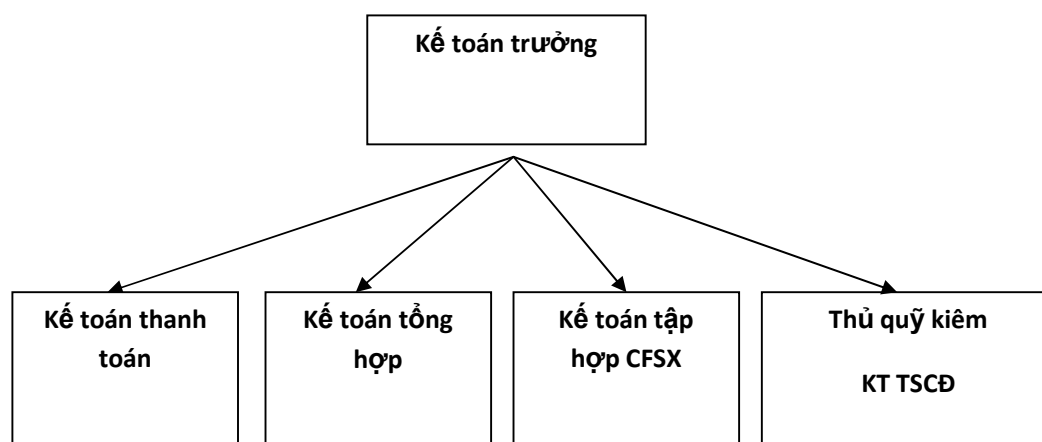 Kế toán trưởng
Kế toán thanh
toán
Kế toán tổng
hợp
Kế toán tập
hợp CFSX
Thủ quỹ kiêm
KT TSCĐ